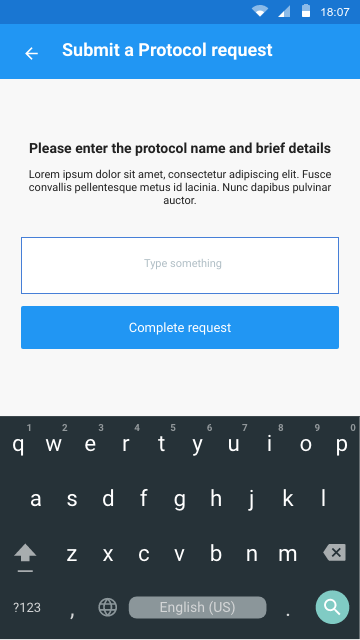 18:07
Submit a Protocol request
Please enter the protocol name and brief details
Lorem ipsum dolor sit amet, consectetur adipiscing elit. Fusce
convallis pellentesque metus id lacinia. Nunc dapibus pulvinar
auctor.
Type something
Complete request
1 2 3 4 5 6 7 8 9 0
q w e r t y u i o p
a s d f g h j k l
z x c v b n m
?123 , English (US) .